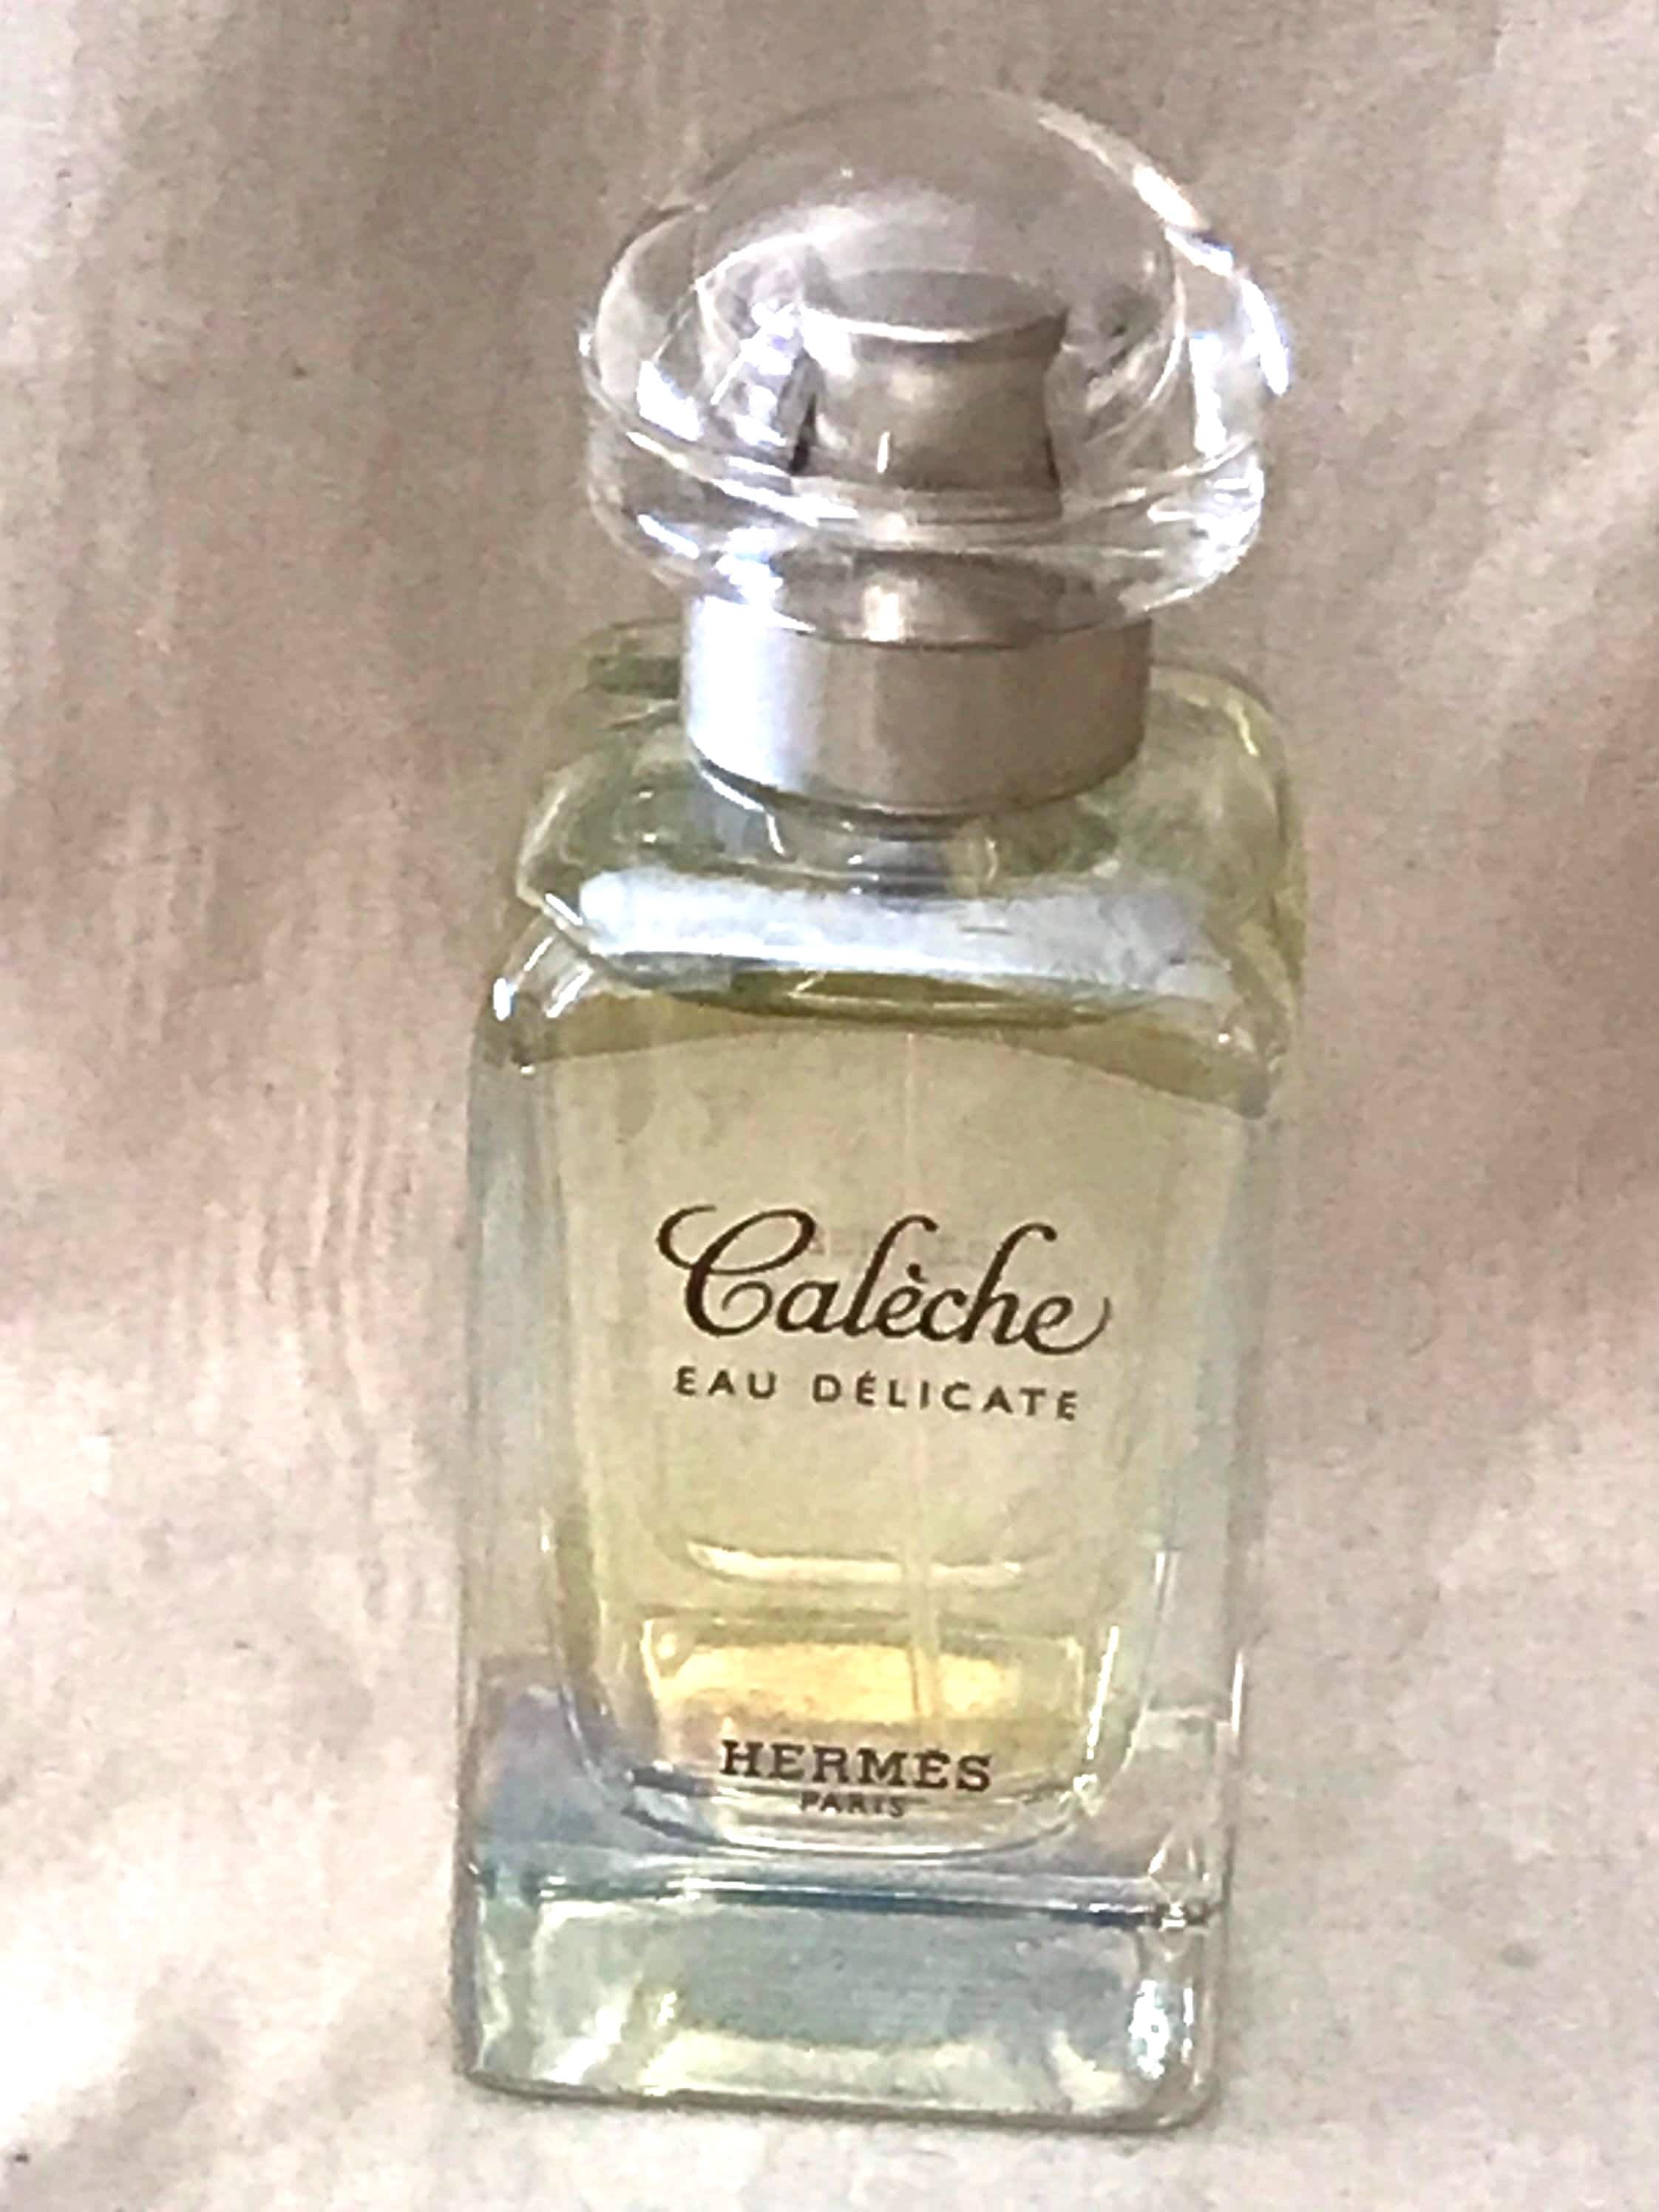 Calèche
EAU DÉLICATE
HERMÈS
PARIS